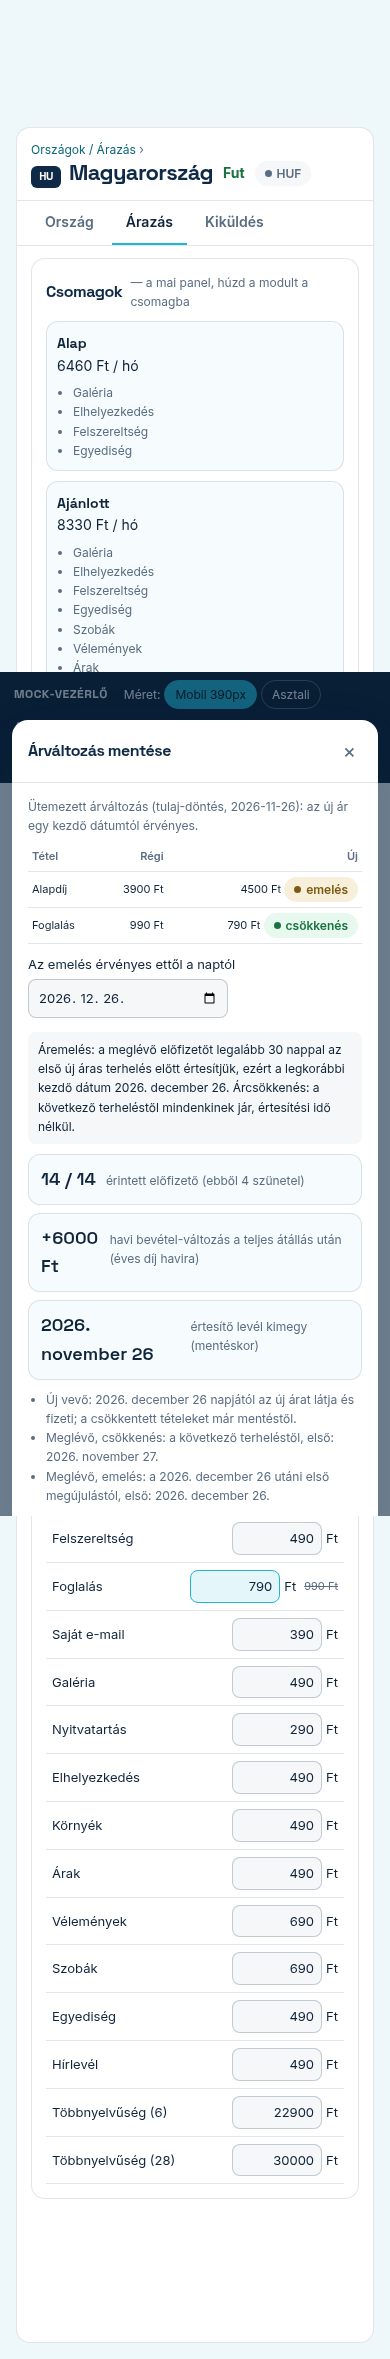 Országok / Árazás ›
HU Magyarország Fut HUF
Ország Árazás Kiküldés
Csomagok — a mai panel, húzd a modult a
csomagba
Alap
6460 Ft / hó
Galéria
Elhelyezkedés
Felszereltség
Egyediség
Ajánlott
8330 Ft / hó
Galéria
Elhelyezkedés
Felszereltség
Egyediség
Szobák
Vélemények
Árak
MOCK-VEZÉRLŐ Méret: Mobil 390px Asztali
Árváltozás mentése ×
Ütemezett árváltozás (tulaj-döntés, 2026-11-26): az új ár
egy kezdő dátumtól érvényes.
Tétel Régi Új
Alapdíj 3900 Ft 4500 Ft emelés
Foglalás 990 Ft 790 Ft csökkenés
Az emelés érvényes ettől a naptól
2026. 12. 26.
Áremelés: a meglévő előfizetőt legalább 30 nappal az
első új áras terhelés előtt értesítjük, ezért a legkorábbi
kezdő dátum 2026. december 26. Árcsökkenés: a
következő terheléstől mindenkinek jár, értesítési idő
nélkül.
14 / 14 érintett előfizető (ebből 4 szünetel)
+6000 Ft havi bevétel-változás a teljes átállás után
(éves díj havira)
2026. november 26 értesítő levél kimegy
(mentéskor)
Új vevő: 2026. december 26 napjától az új árat látja és
fizeti; a csökkentett tételeket már mentéstől.
Meglévő, csökkenés: a következő terheléstől, első:
2026. november 27.
Meglévő, emelés: a 2026. december 26 utáni első
megújulástól, első: 2026. december 26.
Felszereltség 490 Ft
Foglalás 790 Ft 990 Ft
Saját e-mail 390 Ft
Galéria 490 Ft
Nyitvatartás 290 Ft
Elhelyezkedés 490 Ft
Környék 490 Ft
Árak 490 Ft
Vélemények 690 Ft
Szobák 690 Ft
Egyediség 490 Ft
Hírlevél 490 Ft
Többnyelvűség (6) 22900 Ft
Többnyelvűség (28) 30000 Ft